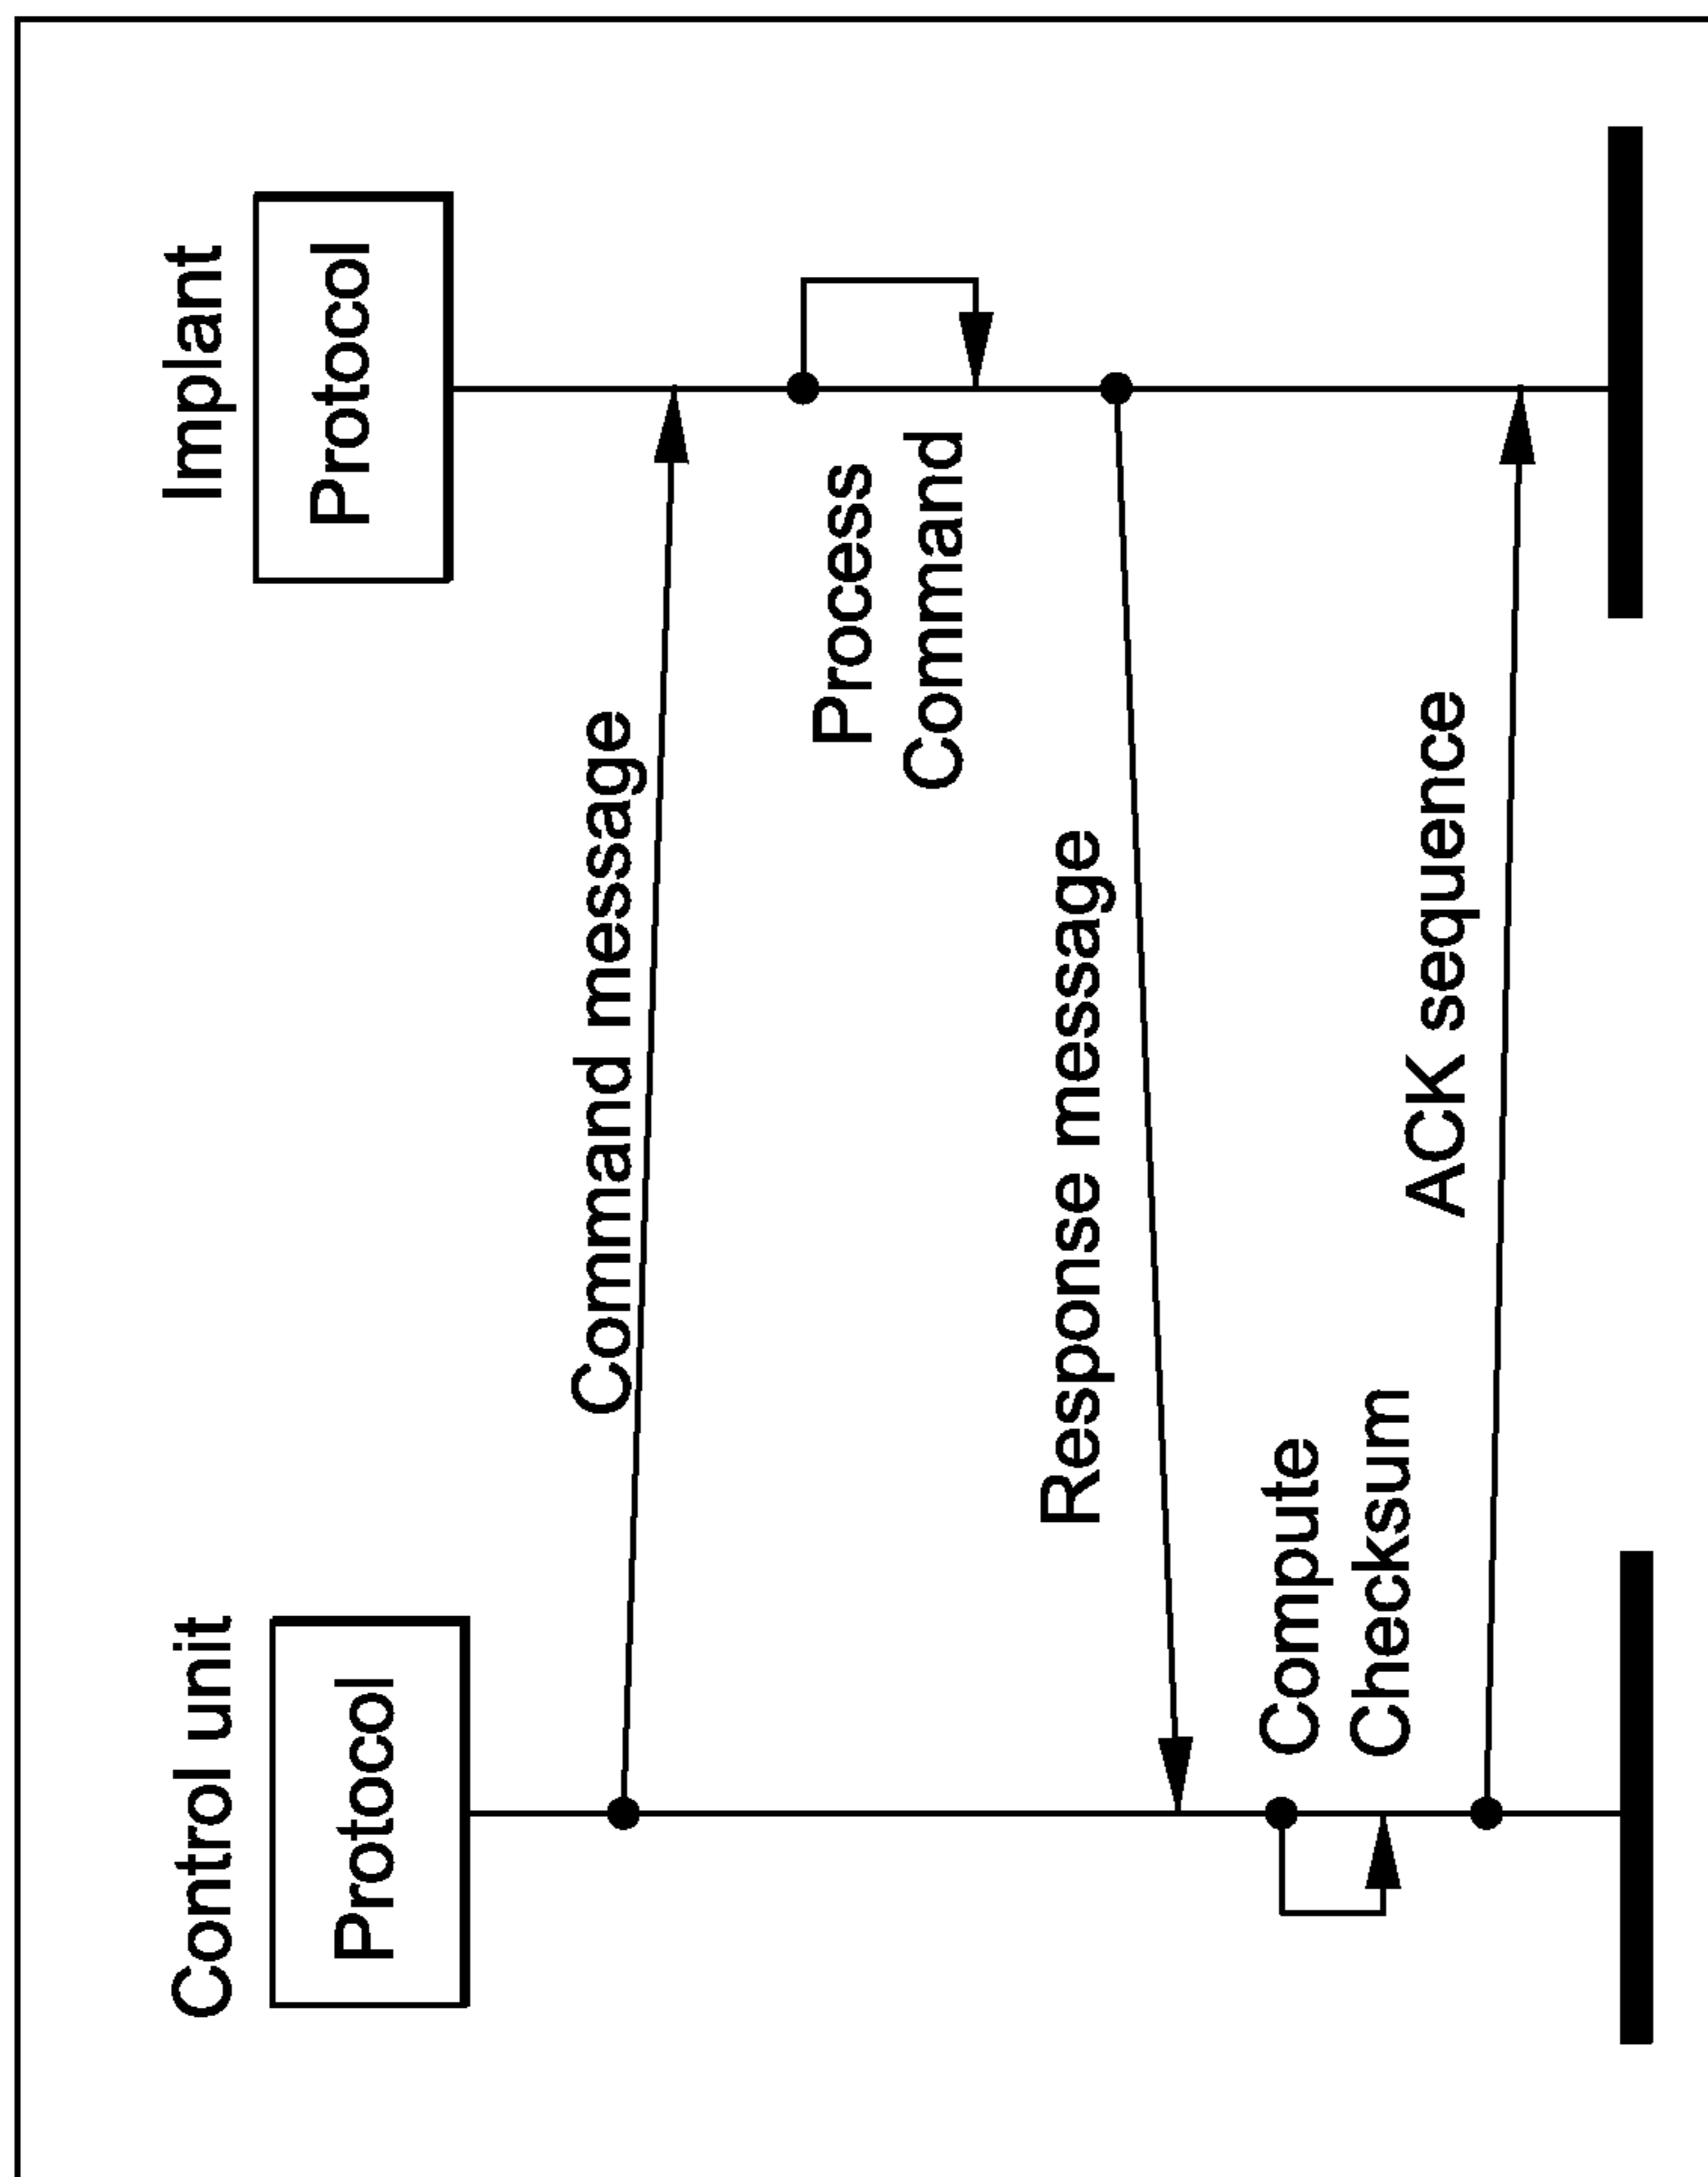 Control unit
Implant
Protocol
Protocol
Command message
Process
Command
Response message
Compute
Checksum
ACK sequence